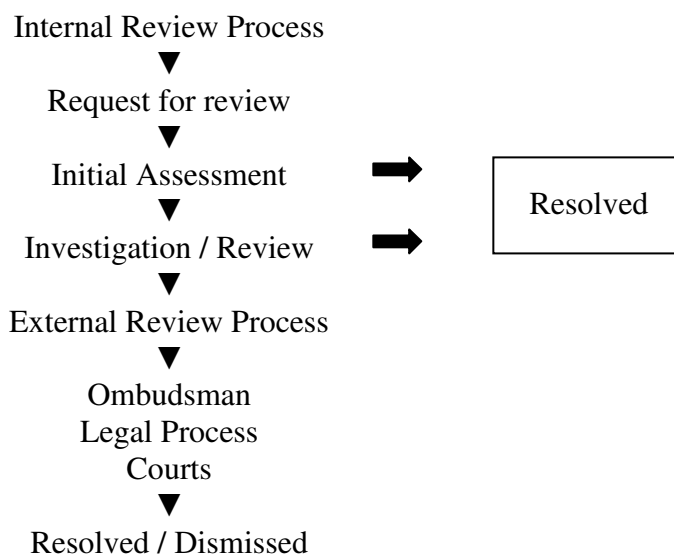 Internal Review Process
Request for review
Initial Assessment
Resolved
Investigation / Review
External Review Process
Ombudsman
Legal Process
Courts
Resolved / Dismissed